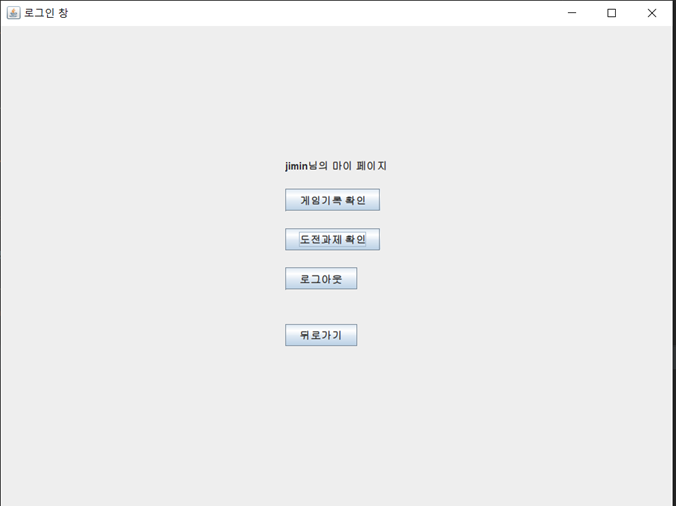 로그인 창
jimin님의 마이 페이지
게임기록 확인
도전과제 확인
로그아웃
뒤로가기